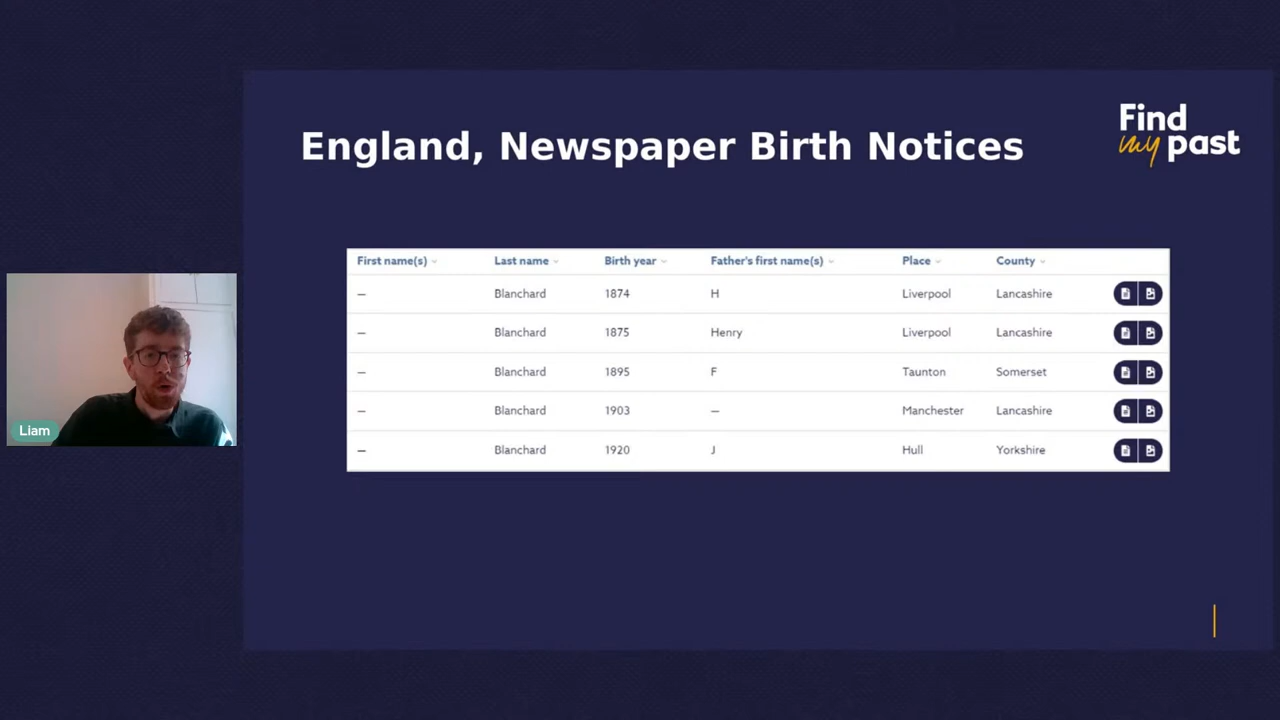 England, Newspaper Birth Notices
Find
my past
First name(s) Last name Birth year Father's first name(s) Place County
— Blanchard 1874 H Liverpool Lancashire
— Blanchard 1875 Henry Liverpool Lancashire
— Blanchard 1895 F Taunton Somerset
— Blanchard 1903 — Manchester Lancashire
— Blanchard 1920 J Hull Yorkshire
Liam